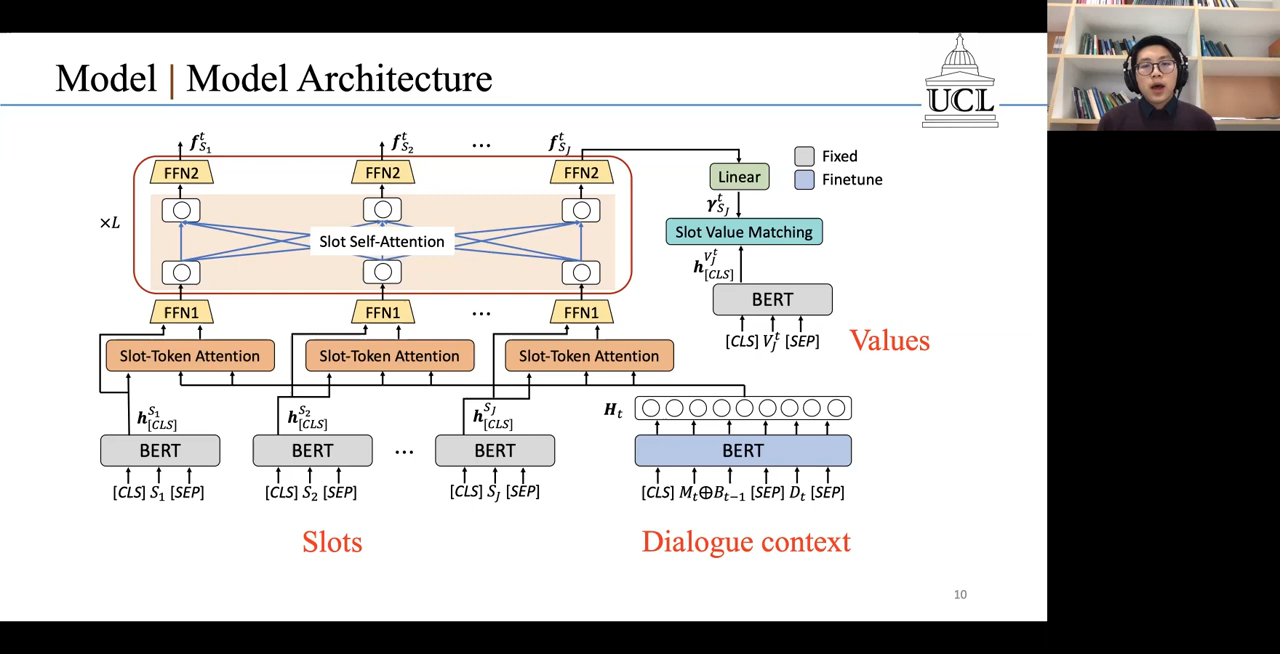 Model | Model Architecture
UCL
f^t_{S_1} f^t_{S_2} ... f^t_{S_J}
FFN2 FFN2 FFN2
Linear
Fixed
Finetune
γ^t_{S_J}
×L
Slot Self-Attention
Slot Value Matching
h^{V^t_J}_{[CLS]}
BERT
[CLS] V^t_J [SEP]
Values
FFN1 FFN1 ... FFN1
Slot-Token Attention Slot-Token Attention Slot-Token Attention
h^{S_1}_{[CLS]} h^{S_2}_{[CLS]} h^{S_J}_{[CLS]} H_t
BERT BERT ... BERT BERT
[CLS] S_1 [SEP] [CLS] S_2 [SEP] [CLS] S_J [SEP] [CLS] M_t⊕B_{t−1} [SEP] D_t [SEP]
Slots Dialogue context
10